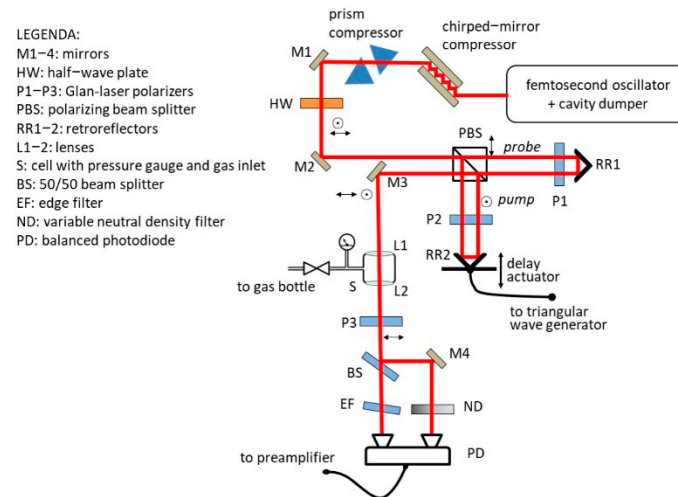 LEGENDA:
M1–4: mirrors
HW: half–wave plate
P1–P3: Glan-laser polarizers
PBS: polarizing beam splitter
RR1–2: retroreflectors
L1–2: lenses
S: cell with pressure gauge and gas inlet
BS: 50/50 beam splitter
EF: edge filter
ND: variable neutral density filter
PD: balanced photodiode
prism
compressor
chirped–mirror
compressor
M1
femtosecond oscillator
+ cavity dumper
HW
PBS
probe
M2
M3
RR1
P1
pump
P2
RR2
delay
actuator
L1
to gas bottle
S
L2
to triangular
wave generator
P3
M4
BS
EF
ND
to preamplifier
PD